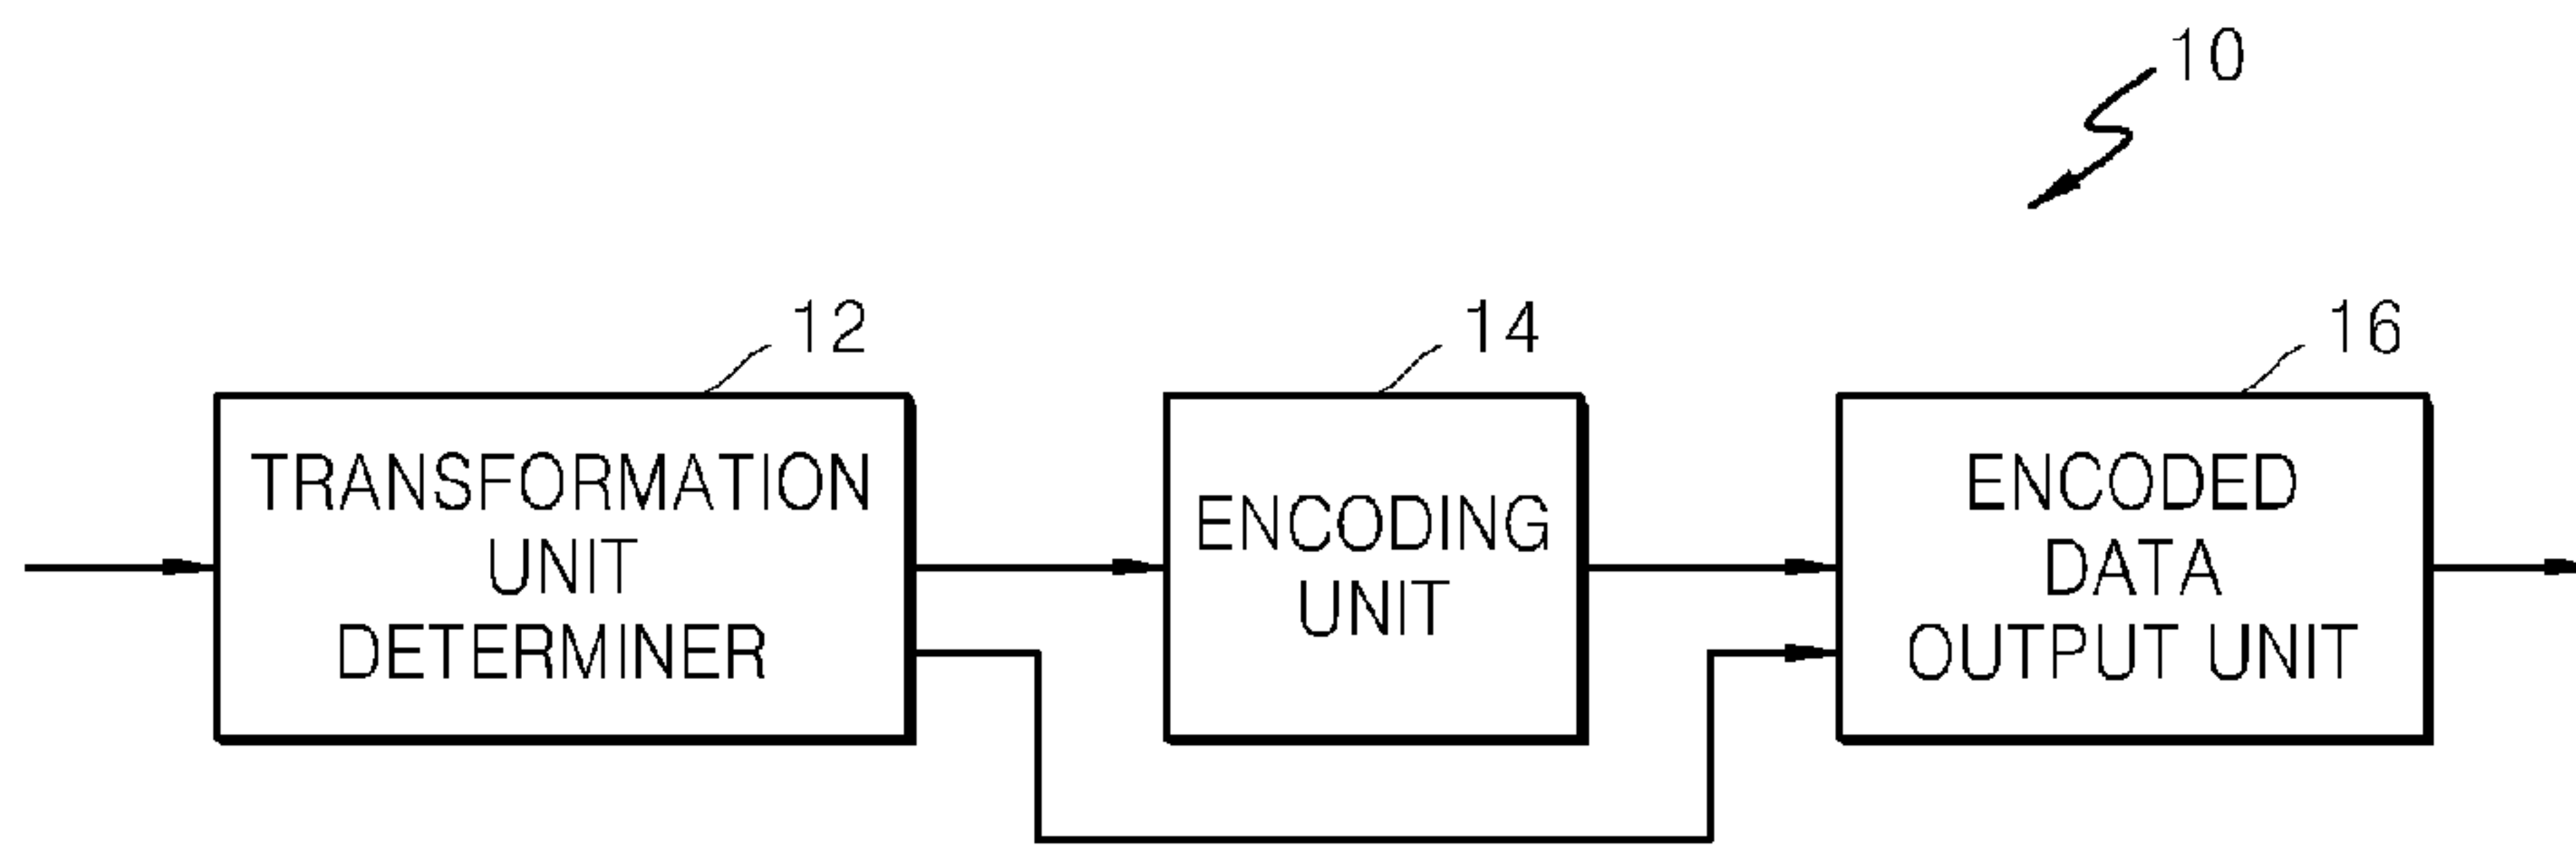 10
12
TRANSFORMATION
UNIT
DETERMINER
14
ENCODING
UNIT
16
ENCODED
DATA
OUTPUT UNIT